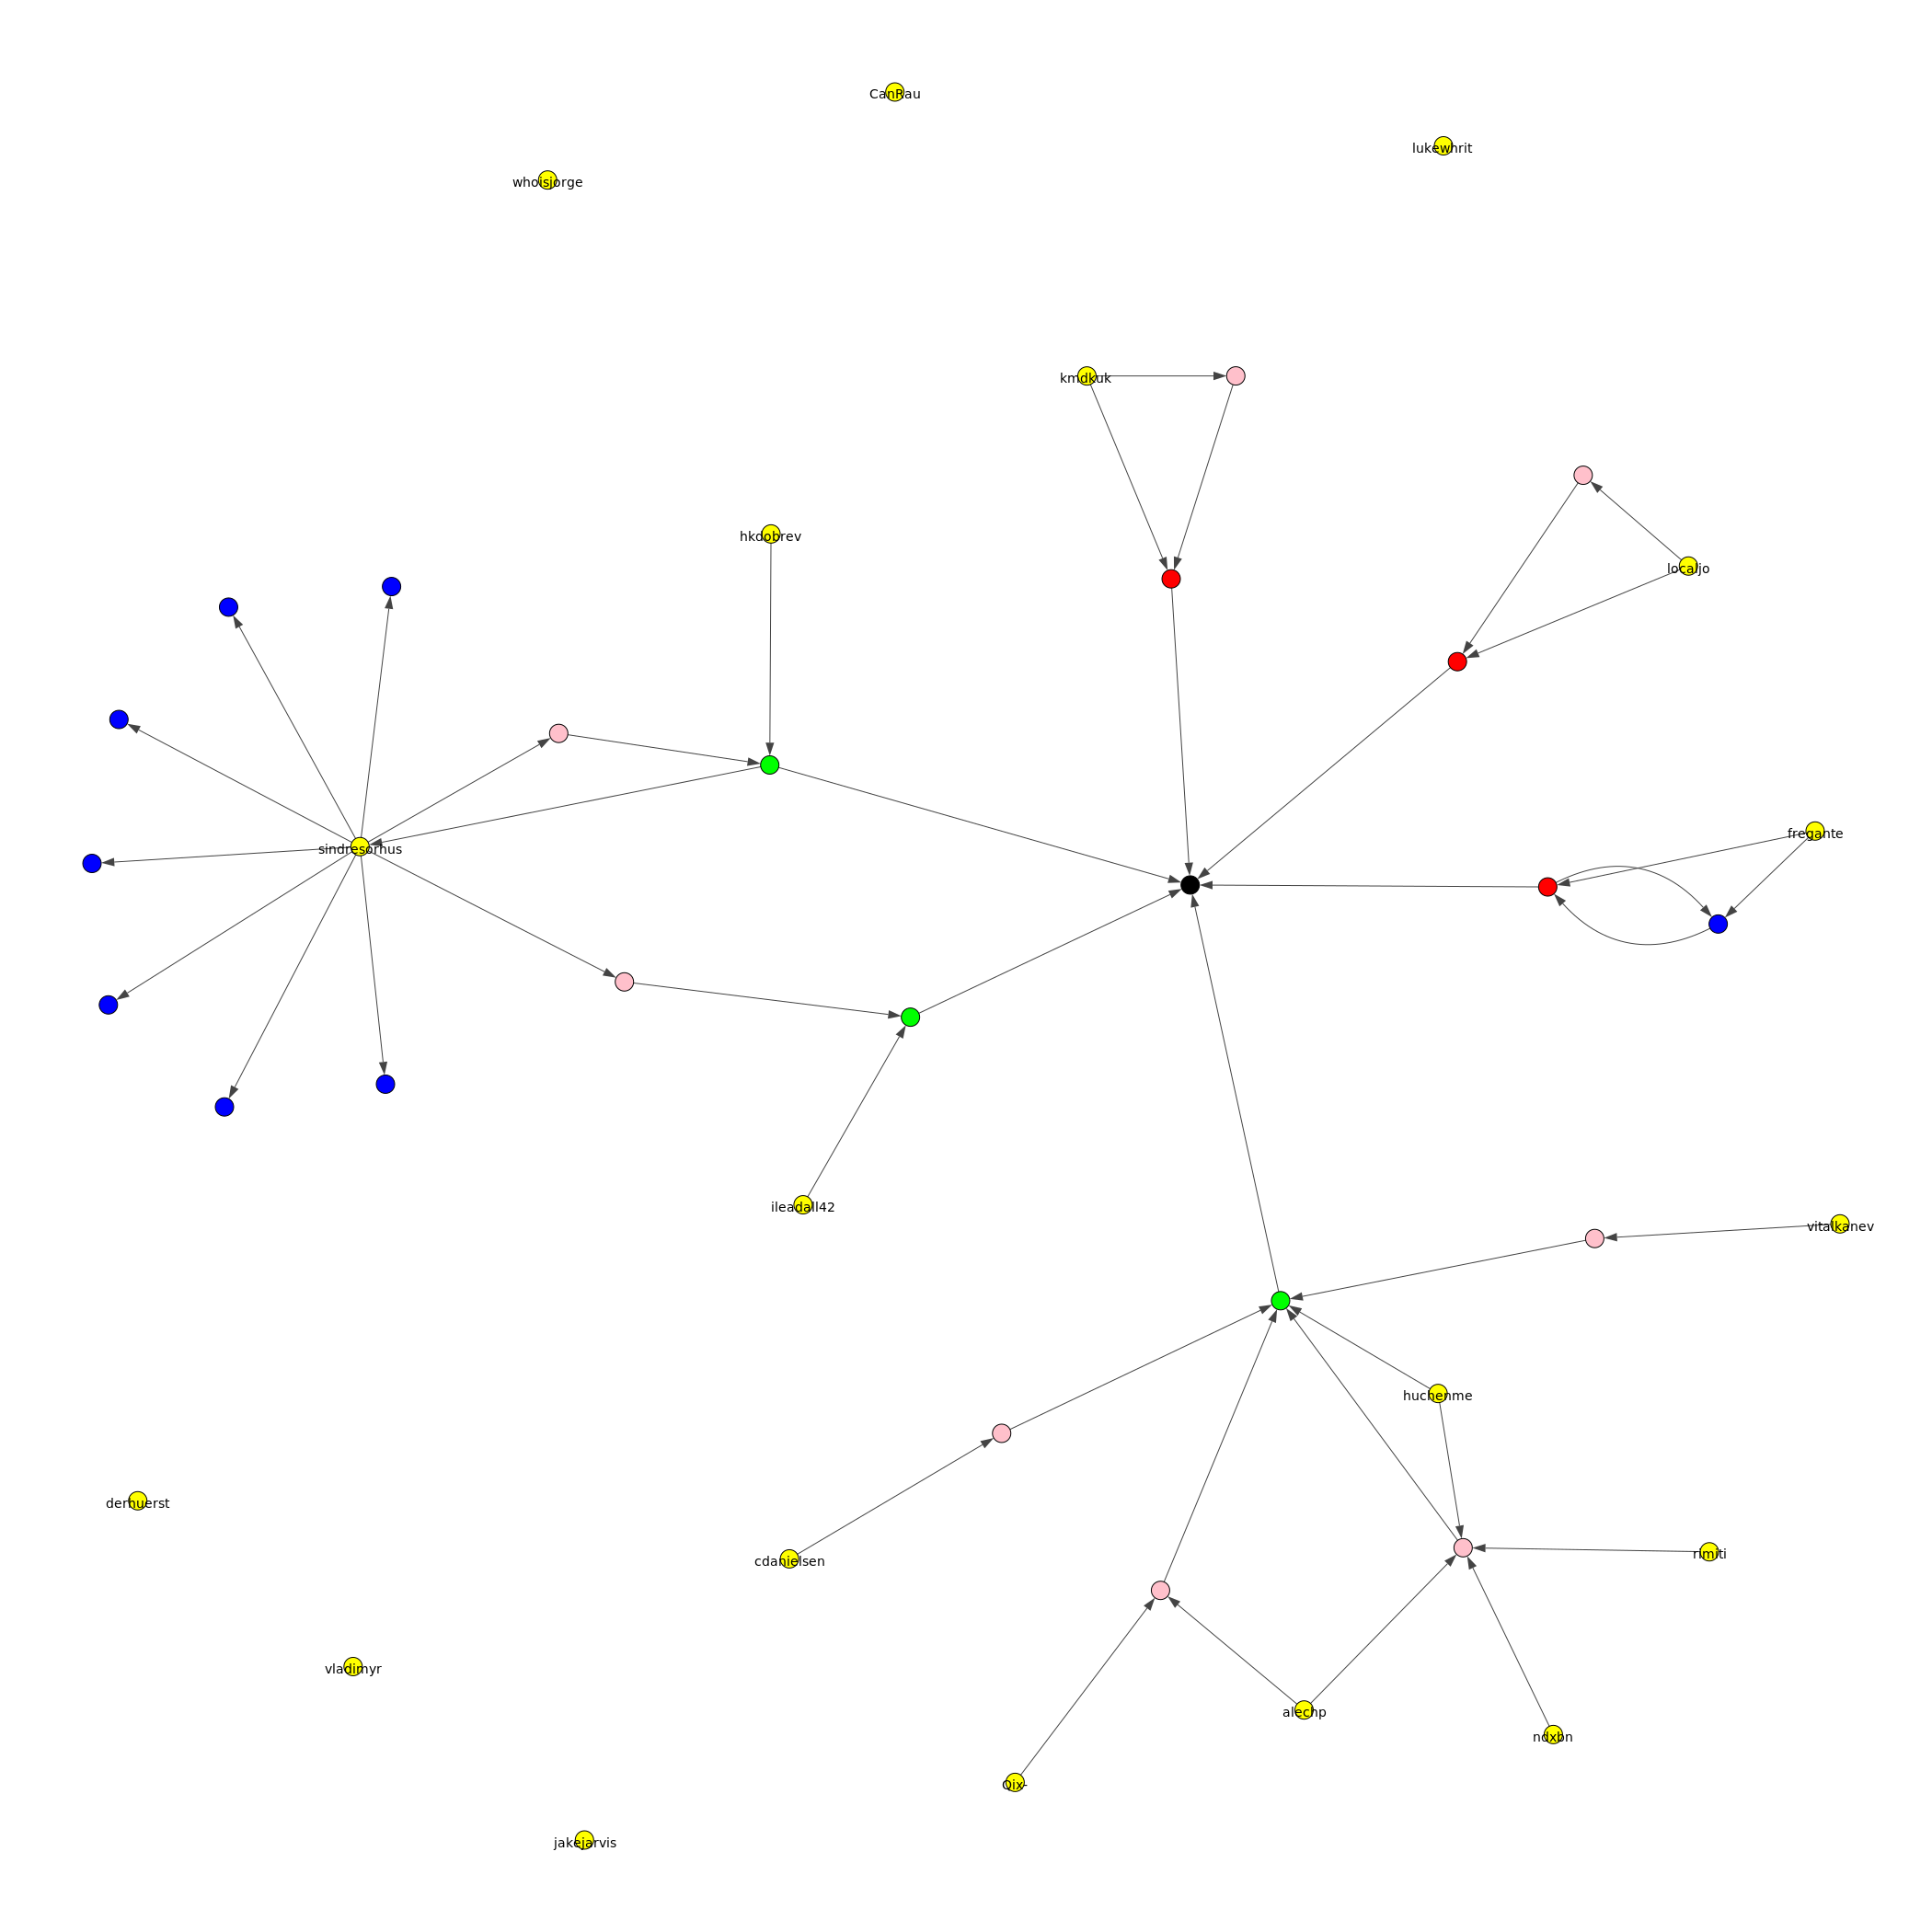 CanRau
lukewhrit
whoisjorge
kmdkuk
hkdobrev
localjo
fregante
sindresorhus
ileadall42
vitalkanev
huchenme
derhuerst
cdanielsen
rimiti
vladimyr
alechp
ndxbn
Qix-
jakejarvis